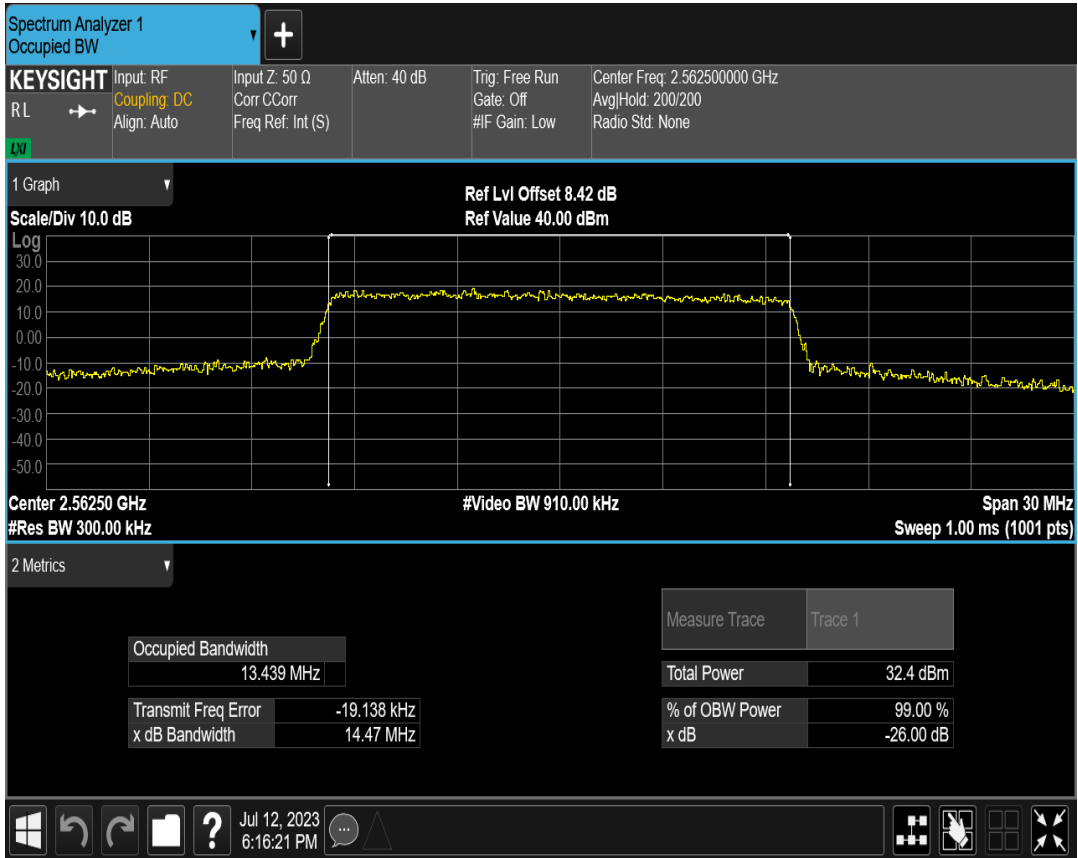 Spectrum Analyzer 1
Occupied BW
KEYSIGHT
R L
LXI
Input: RF
Coupling: DC
Align: Auto
Input Z: 50 Ω
Corr CCorr
Freq Ref: Int (S)
Atten: 40 dB
Trig: Free Run
Gate: Off
#IF Gain: Low
Center Freq: 2.562500000 GHz
Avg|Hold: 200/200
Radio Std: None
1 Graph
Scale/Div 10.0 dB
Ref Lvl Offset 8.42 dB
Ref Value 40.00 dBm
Log
30.0
20.0
10.0
0.00
-10.0
-20.0
-30.0
-40.0
-50.0
Center 2.56250 GHz
#Video BW 910.00 kHz
Span 30 MHz
#Res BW 300.00 kHz
Sweep 1.00 ms (1001 pts)
2 Metrics
Measure Trace Trace 1
Occupied Bandwidth
13.439 MHz
Total Power 32.4 dBm
Transmit Freq Error -19.138 kHz
% of OBW Power 99.00 %
x dB Bandwidth 14.47 MHz
x dB -26.00 dB
?
Jul 12, 2023
6:16:21 PM